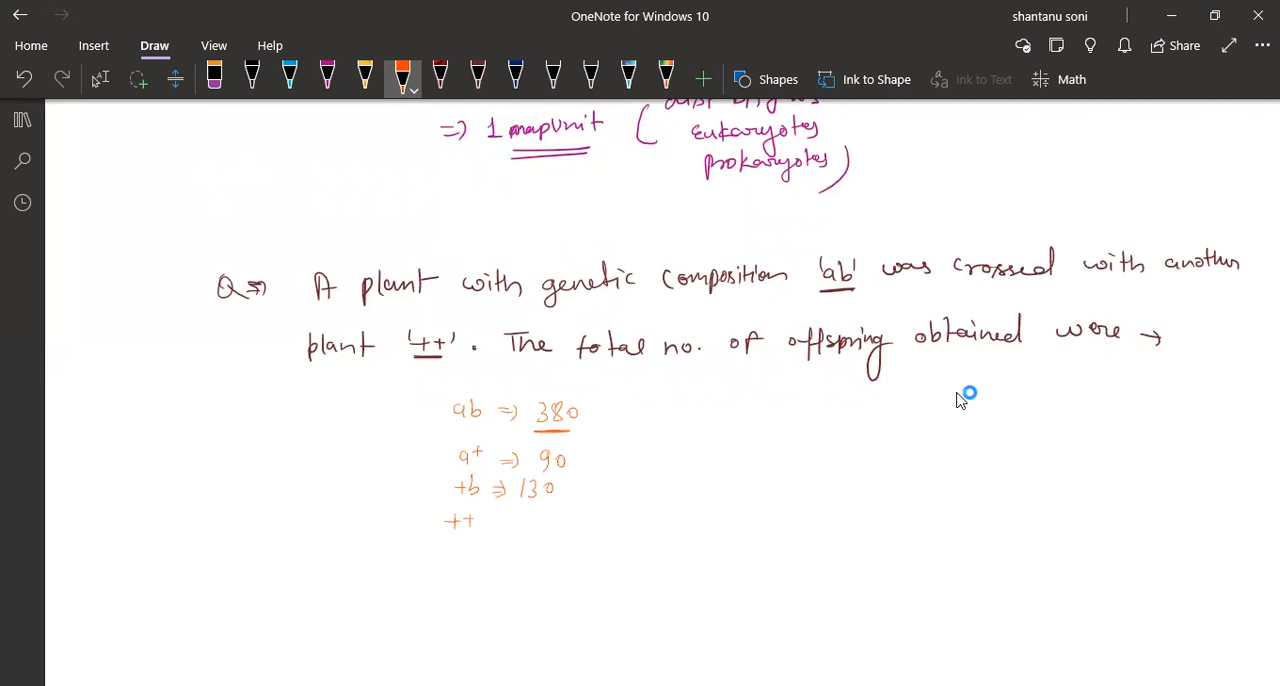 OneNote for Windows 10
shantanu soni
Home Insert Draw View Help
Share
Shapes Ink to Shape Ink to Text Math
=> 1 mapUnit ( eukaryotes
prokaryotes)
Q => A plant with genetic composition 'ab' was crossed with another
plant '++'. The total no. of offspring obtained were →
ab => 380
a+ => 90
+b => 130
++